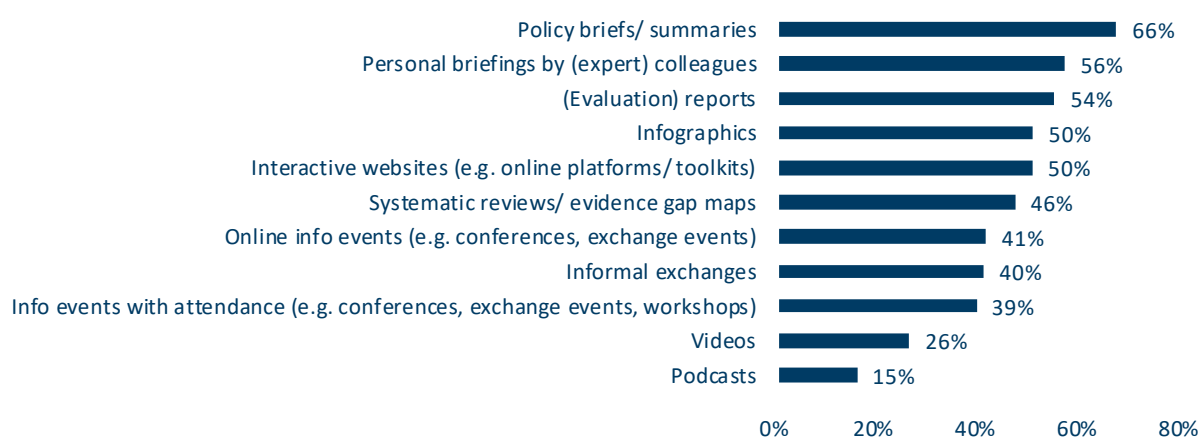 Policy briefs/ summaries 66%
Personal briefings by (expert) colleagues 56%
(Evaluation) reports 54%
Infographics 50%
Interactive websites (e.g. online platforms/ toolkits) 50%
Systematic reviews/ evidence gap maps 46%
Online info events (e.g. conferences, exchange events) 41%
Informal exchanges 40%
Info events with attendance (e.g. conferences, exchange events, workshops) 39%
Videos 26%
Podcasts 15%
0% 20% 40% 60% 80%